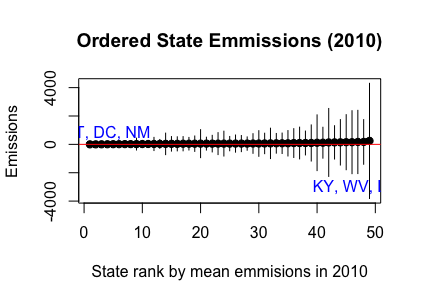 Ordered State Emmissions (2010)
Emissions
4000
0
-4000
T, DC, NM
KY, WV, I
0 10 20 30 40 50
State rank by mean emmisions in 2010